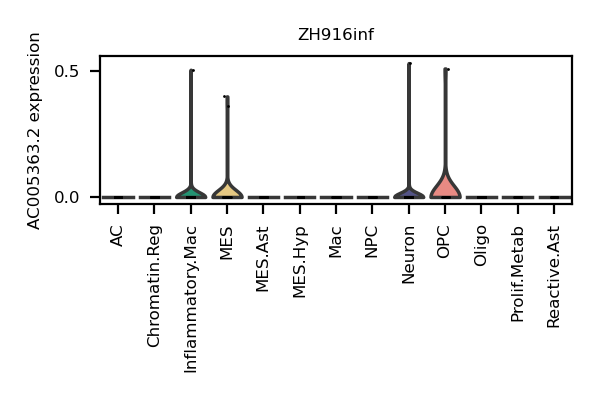 ZH916inf
AC005363.2 expression
0.5
0.0
AC
Chromatin.Reg
Inflammatory.Mac
MES
MES.Ast
MES.Hyp
Mac
NPC
Neuron
OPC
Oligo
Prolif.Metab
Reactive.Ast